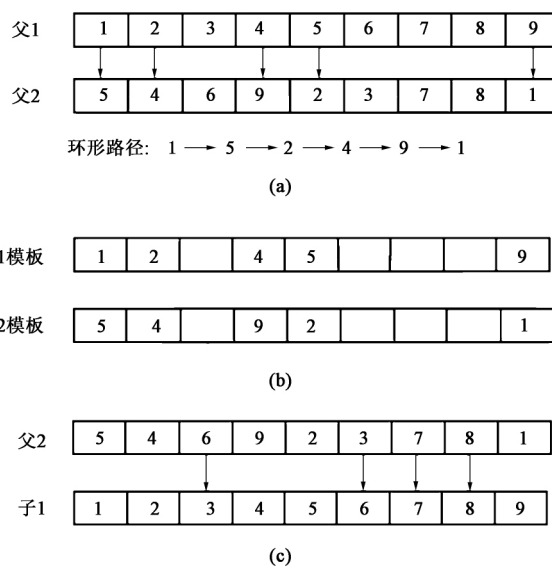 父1 1 2 3 4 5 6 7 8 9
父2 5 4 6 9 2 3 7 8 1
环形路径: 1 → 5 → 2 → 4 → 9 → 1
(a)
1模板 1 2 4 5 9
2模板 5 4 9 2 1
(b)
父2 5 4 6 9 2 3 7 8 1
子1 1 2 3 4 5 6 7 8 9
(c)